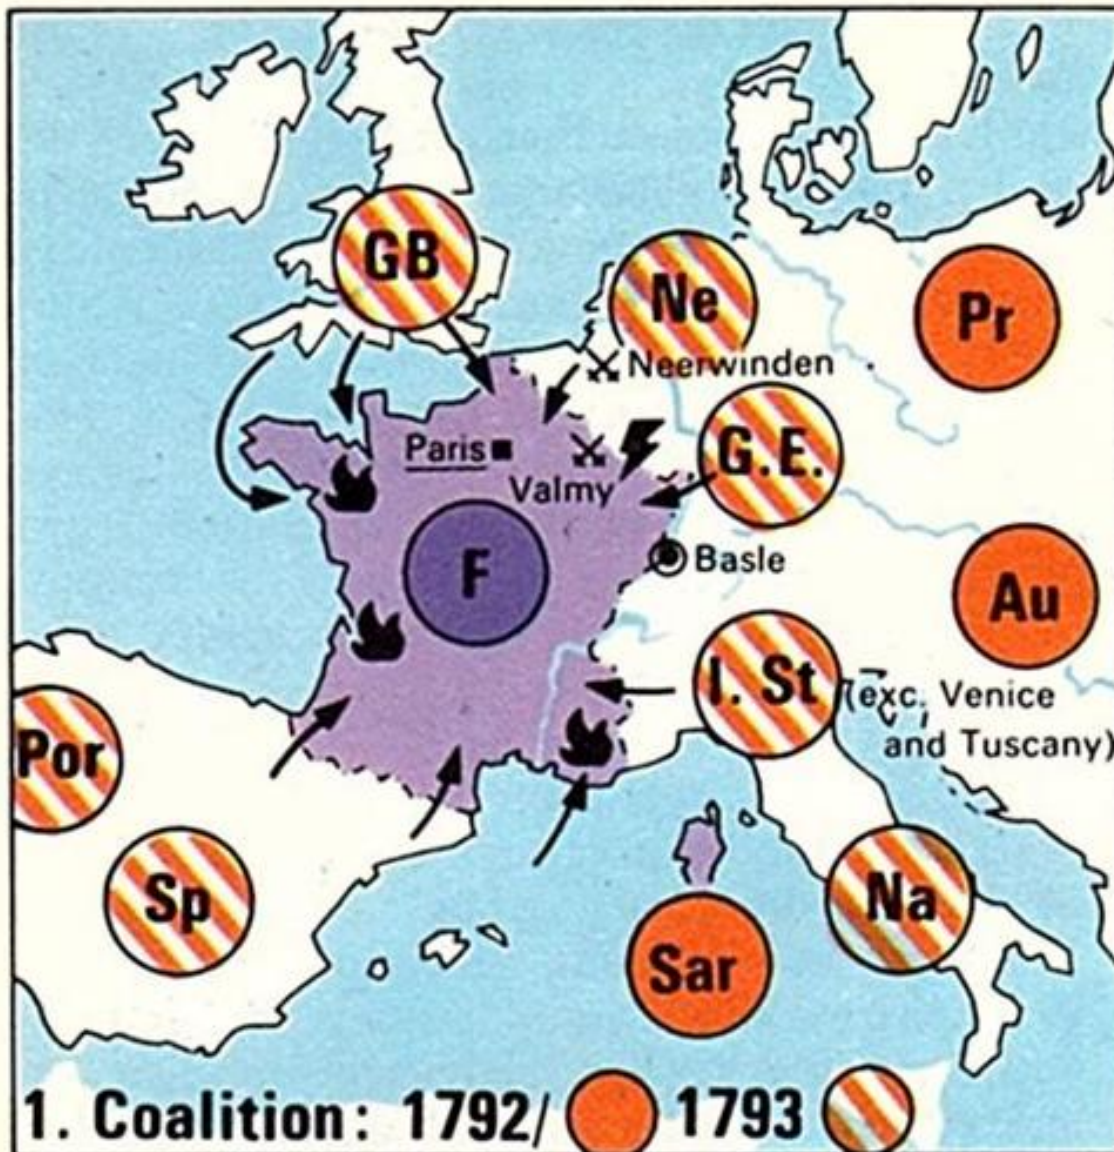 GB
Ne
Pr
Neerwinden
Paris
G.E.
Valmy
F
Basle
Au
I. St
(exc. Venice
and Tuscany)
Por
Sp
Na
Sar
1. Coalition: 1792/ 1793